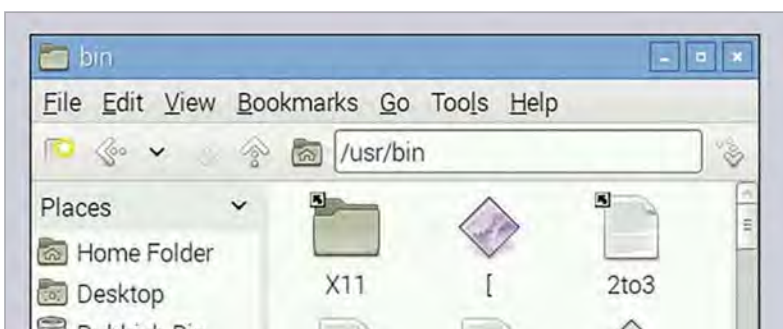 bin
File Edit View Bookmarks Go Tools Help
/usr/bin
Places
Home Folder
Desktop
X11
[
2to3